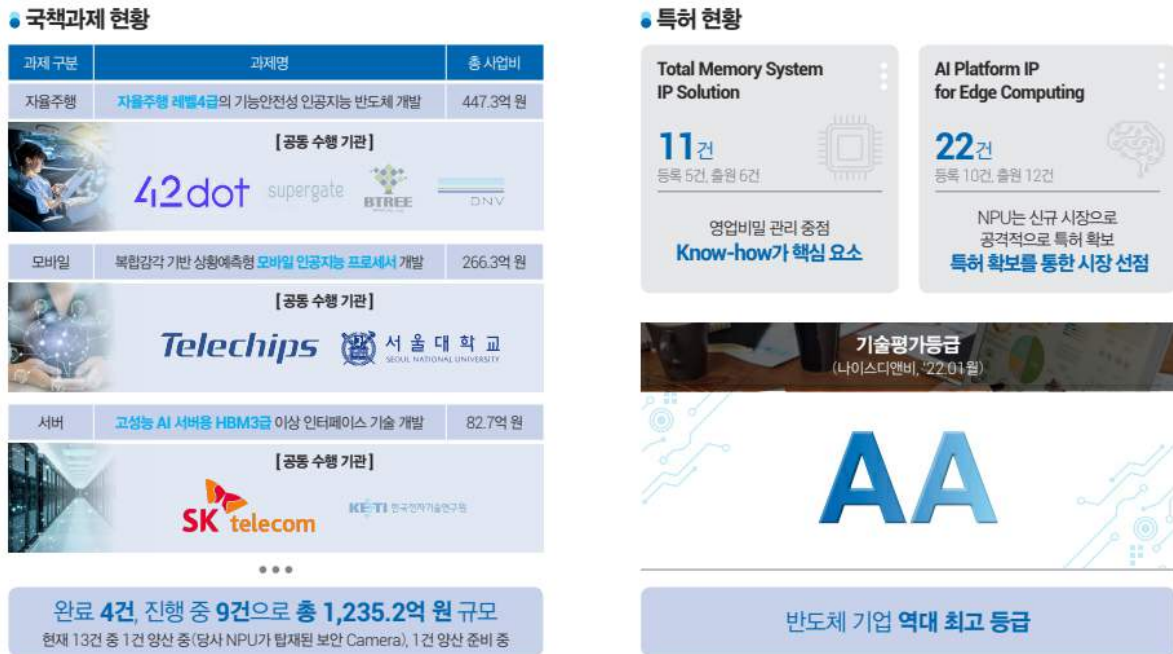 국책과제 현황
과제 구분 과제명 총 사업비
자율주행 자율주행 레벨4급의 기능안전성 인공지능 반도체 개발 447.3억 원
[공동 수행 기관]
42dot supergate BTREE DNV
모바일 복합감각 기반 상황예측형 모바일 인공지능 프로세서 개발 266.3억 원
[공동 수행 기관]
Telechips 서울대학교
SEOUL NATIONAL UNIVERSITY
서버 고성능 AI 서버용 HBM3급 이상 인터페이스 기술 개발 82.7억 원
[공동 수행 기관]
SK telecom KETI 한국전자기술연구원
완료 4건, 진행 중 9건으로 총 1,235.2억 원 규모
현재 13건 중 1건 양산 중(당사 NPU가 탑재된 보안 Camera), 1건 양산 준비 중
특허 현황
Total Memory System
IP Solution
11건
등록 5건, 출원 6건
영업비밀 관리 중점
Know-how가 핵심 요소
AI Platform IP
for Edge Computing
22건
등록 10건, 출원 12건
NPU는 신규 시장으로
공격적으로 특허 확보
특허 확보를 통한 시장 선점
기술평가등급
(나이스디앤비, '22.01월)
AA
반도체 기업 역대 최고 등급